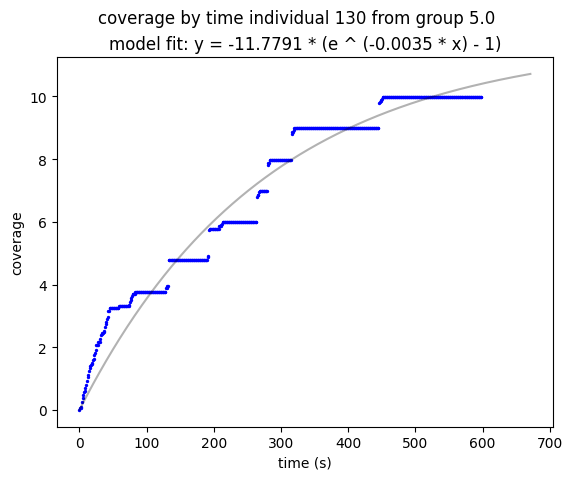 coverage by time individual 130 from group 5.0
model fit: y = -11.7791 * (e ^ (-0.0035 * x) - 1)
10
8
6
4
2
0
coverage
0 100 200 300 400 500 600 700
time (s)